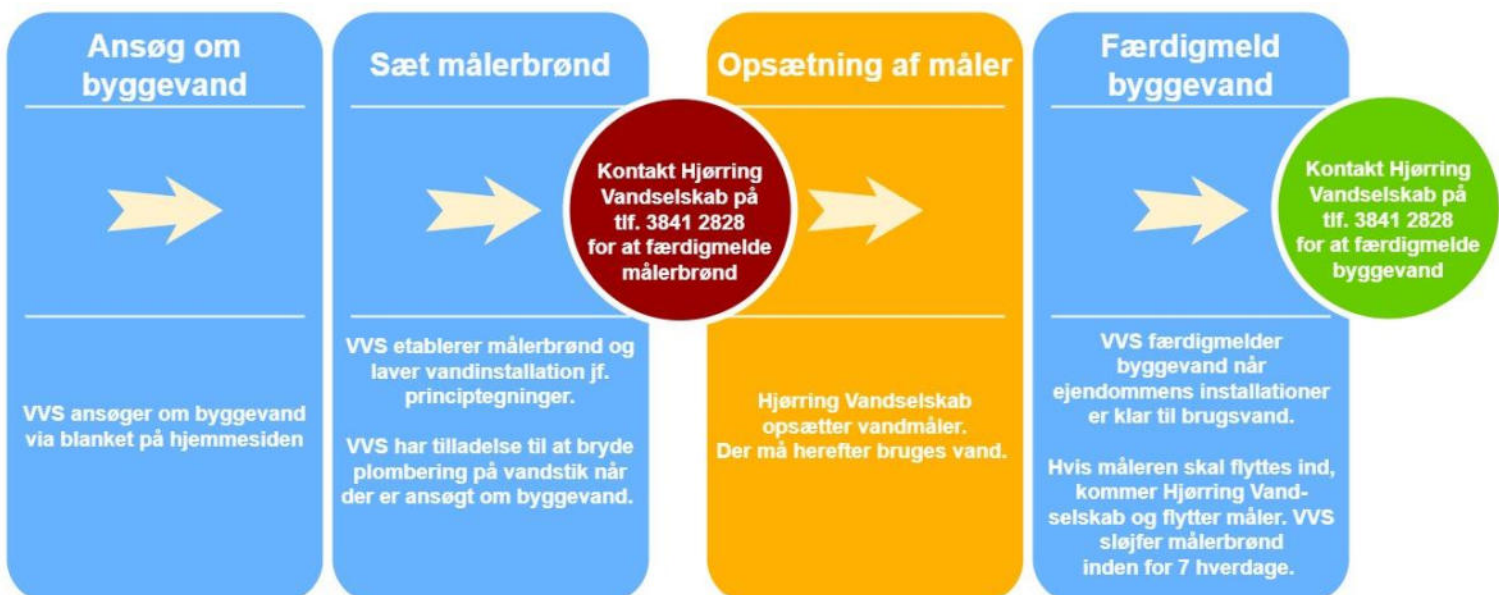 Ansøg om
byggevand
VVS ansøger om byggevand
via blanket på hjemmesiden
Sæt målerbrønd
VVS etablerer målerbrønd og
laver vandinstallation jf.
principtegninger.
VVS har tilladelse til at bryde
plombering på vandstik når
der er ansøgt om byggevand.
Kontakt Hjørring
Vandselskab på
tlf. 3841 2828
for at færdigmelde
målerbrønd
Opsætning af måler
Hjørring Vandselskab
opsætter vandmåler.
Der må herefter bruges vand.
Færdigmeld
byggevand
VVS færdigmelder
byggevand når
ejendommens installationer
er klar til brugsvand.
Hvis måleren skal flyttes ind,
kommer Hjørring Vand-
selskab og flytter måler. VVS
sløjfer målerbrønd
inden for 7 hverdage.
Kontakt Hjørring
Vandselskab på
tlf. 3841 2828
for at færdigmelde
byggevand